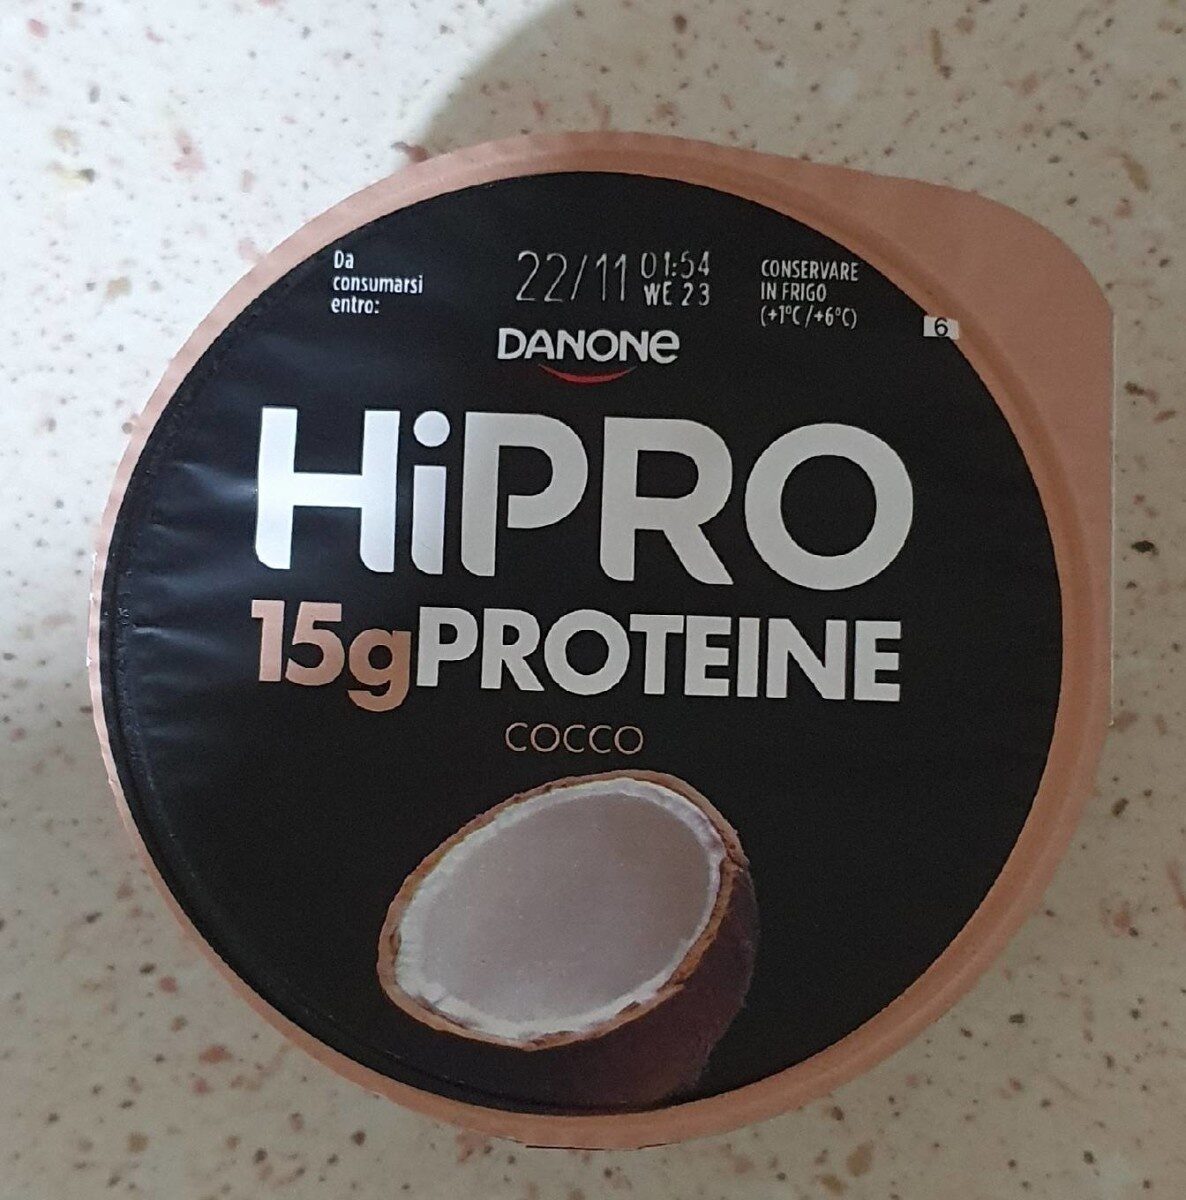 Da
consumarsi
entro:
22/11 01:54
WE 23
CONSERVARE
IN FRIGO
(+1°C/+6°C)
6
DANONE
HiPRO
15gPROTEINE
COCCO